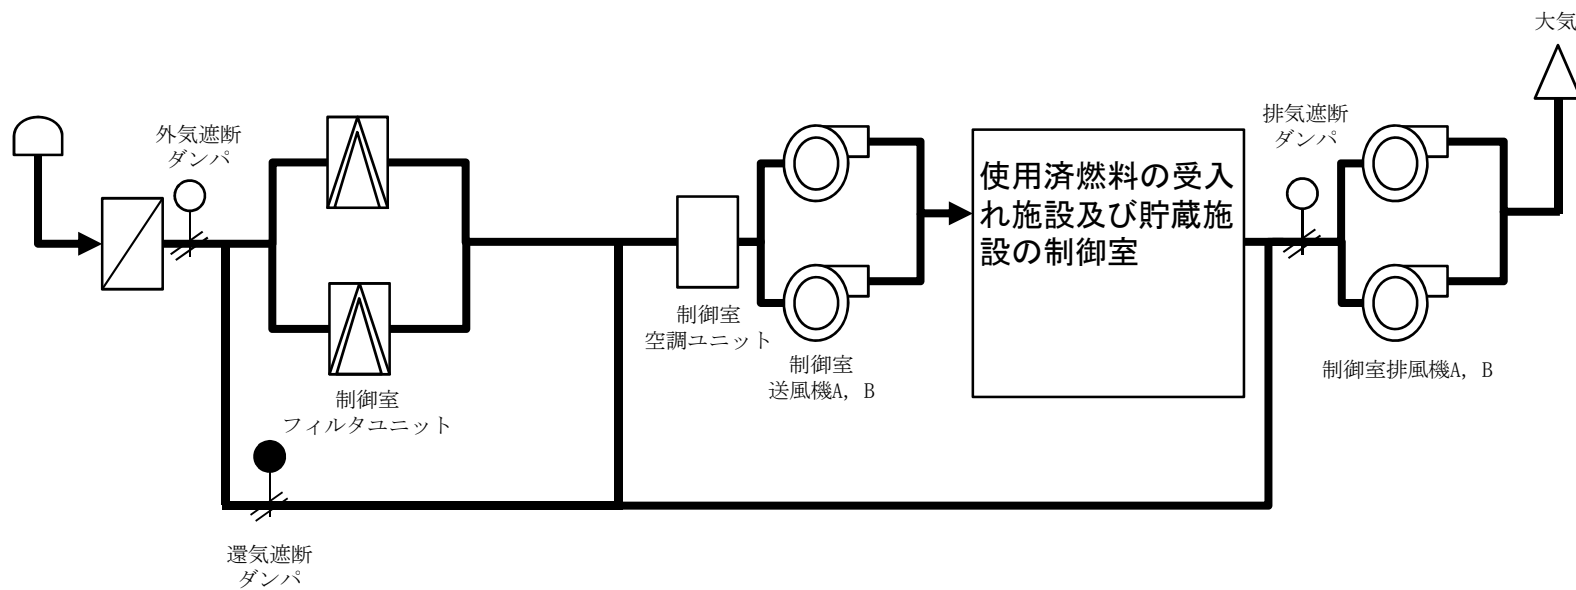 大気
外気遮断
ダンパ
排気遮断
ダンパ
使用済燃料の受入
れ施設及び貯蔵施
設の制御室
制御室
空調ユニット
制御室
送風機A, B
制御室排風機A, B
制御室
フィルタユニット
還気遮断
ダンパ